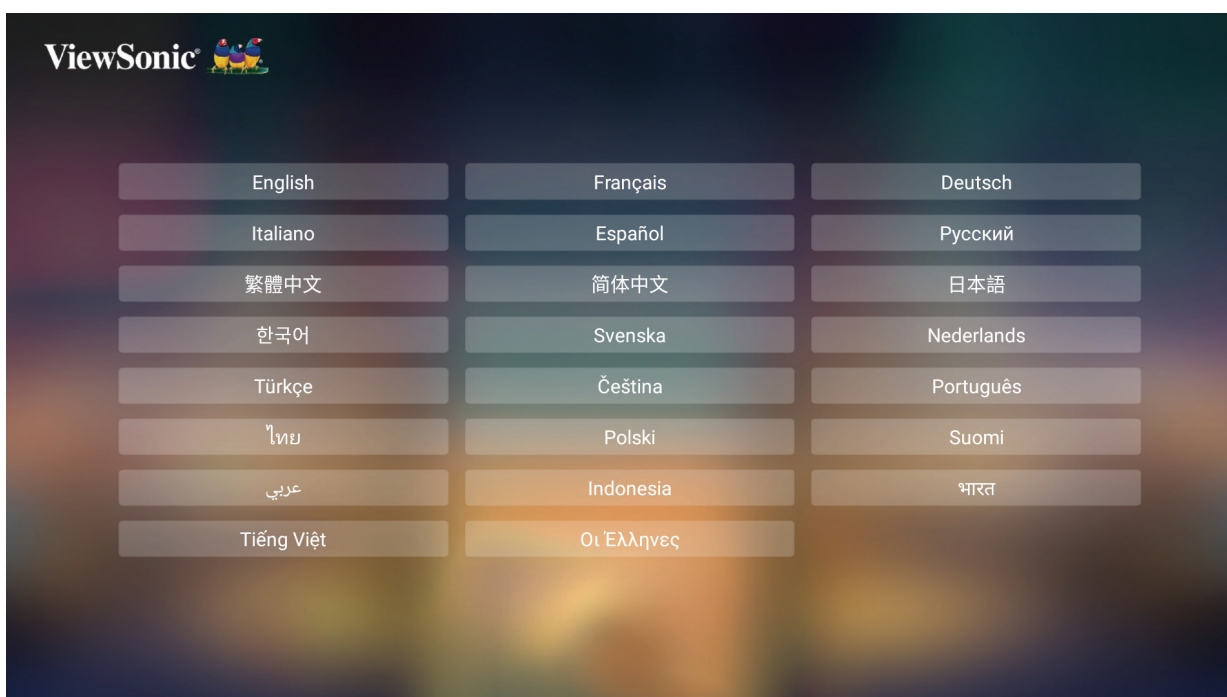 ViewSonic®
English
Français
Deutsch
Italiano
Español
Русский
繁體中文
简体中文
日本語
한국어
Svenska
Nederlands
Türkçe
Čeština
Português
ไทย
Polski
Suomi
عربي
Indonesia
भारत
Tiếng Việt
Οι Έλληνες